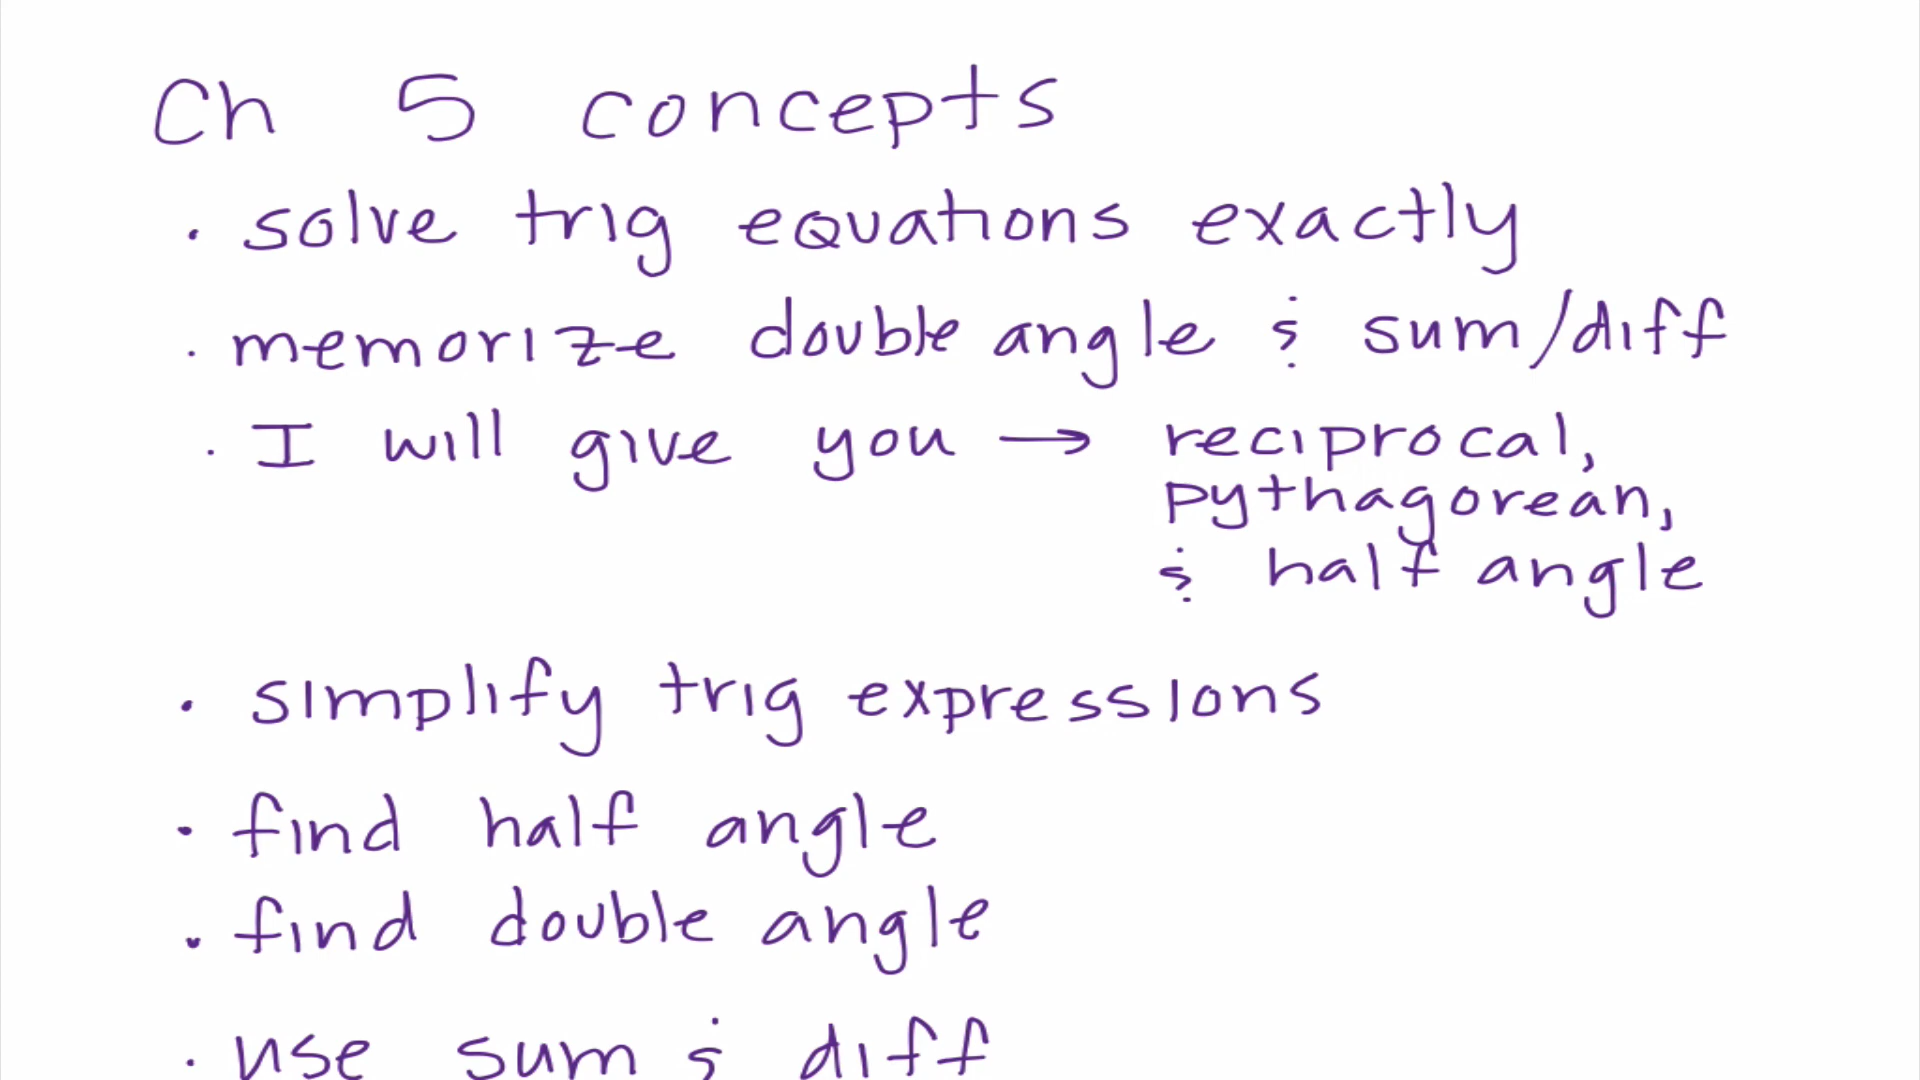 Ch 5 concepts
· solve trig equations exactly
· memorize double angle & sum/diff
· I will give you → reciprocal,
pythagorean,
& half angle
· simplify trig expressions
· find half angle
· find double angle
· use sum & diff